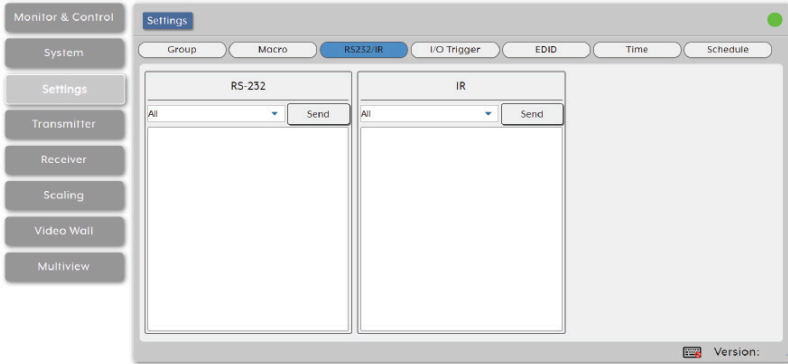 Monitor & Control
System
Settings
Transmitter
Receiver
Scaling
Video Wall
Multiview
Settings
Group Macro RS232/IR I/O Trigger EDID Time Schedule
RS-232 IR
All Send All Send
Version: